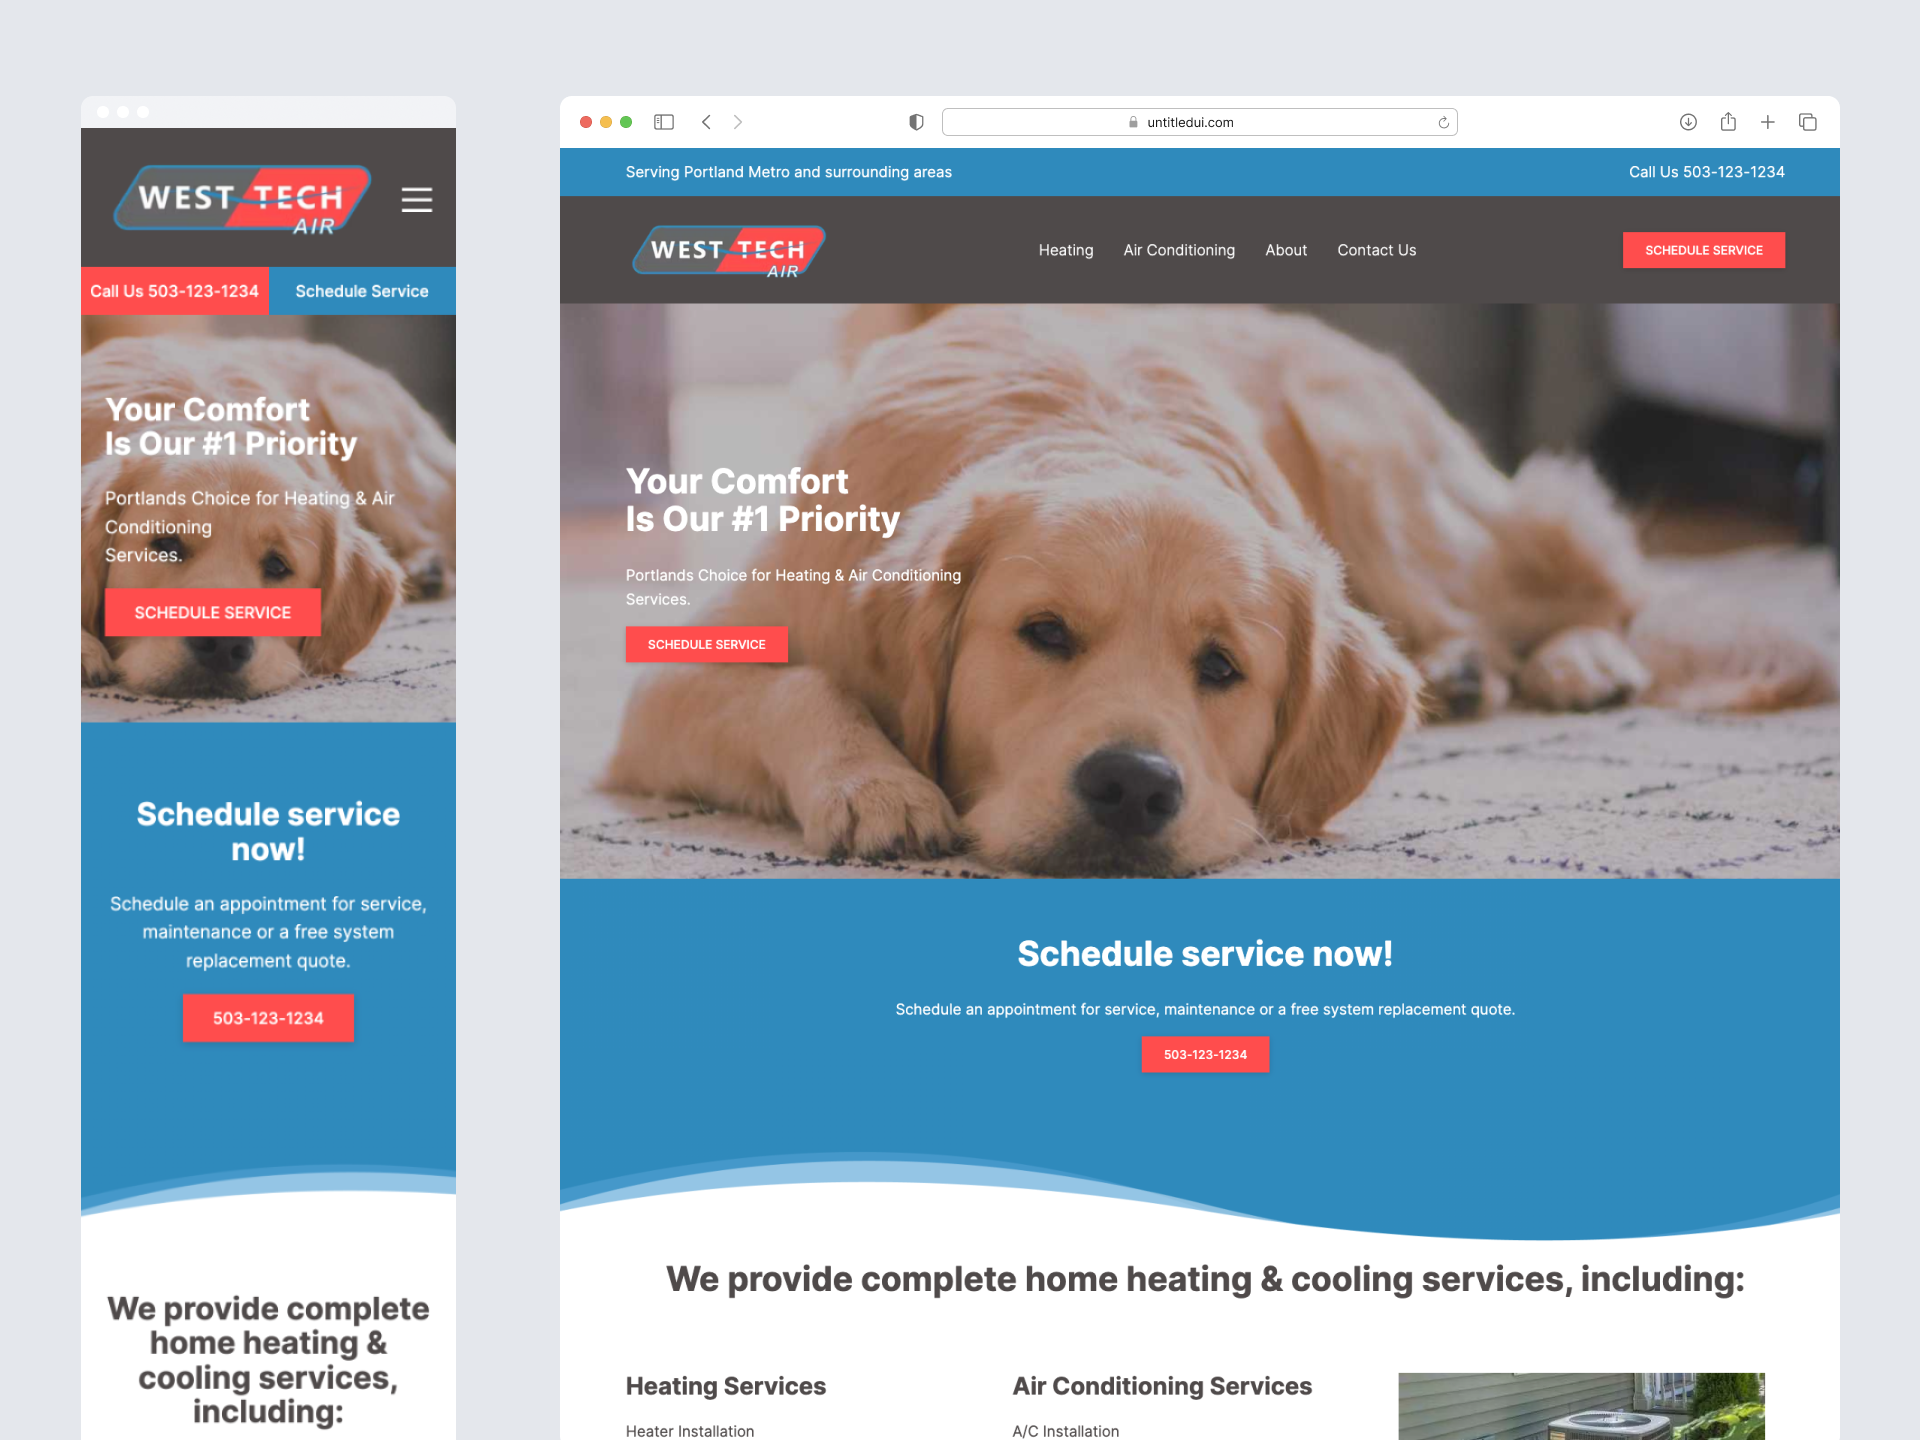 WEST TECH
AIR
Call Us 503-123-1234
Schedule Service
Your Comfort
Is Our #1 Priority
Portlands Choice for Heating & Air
Conditioning
Services.
SCHEDULE SERVICE
Schedule service
now!
Schedule an appointment for service,
maintenance or a free system
replacement quote.
503-123-1234
We provide complete
home heating &
cooling services,
including:
untitledui.com
Serving Portland Metro and surrounding areas
Call Us 503-123-1234
WEST TECH
AIR
Heating
Air Conditioning
About
Contact Us
SCHEDULE SERVICE
Your Comfort
Is Our #1 Priority
Portlands Choice for Heating & Air Conditioning
Services.
SCHEDULE SERVICE
Schedule service now!
Schedule an appointment for service, maintenance or a free system replacement quote.
503-123-1234
We provide complete home heating & cooling services, including:
Heating Services
Heater Installation
Air Conditioning Services
A/C Installation